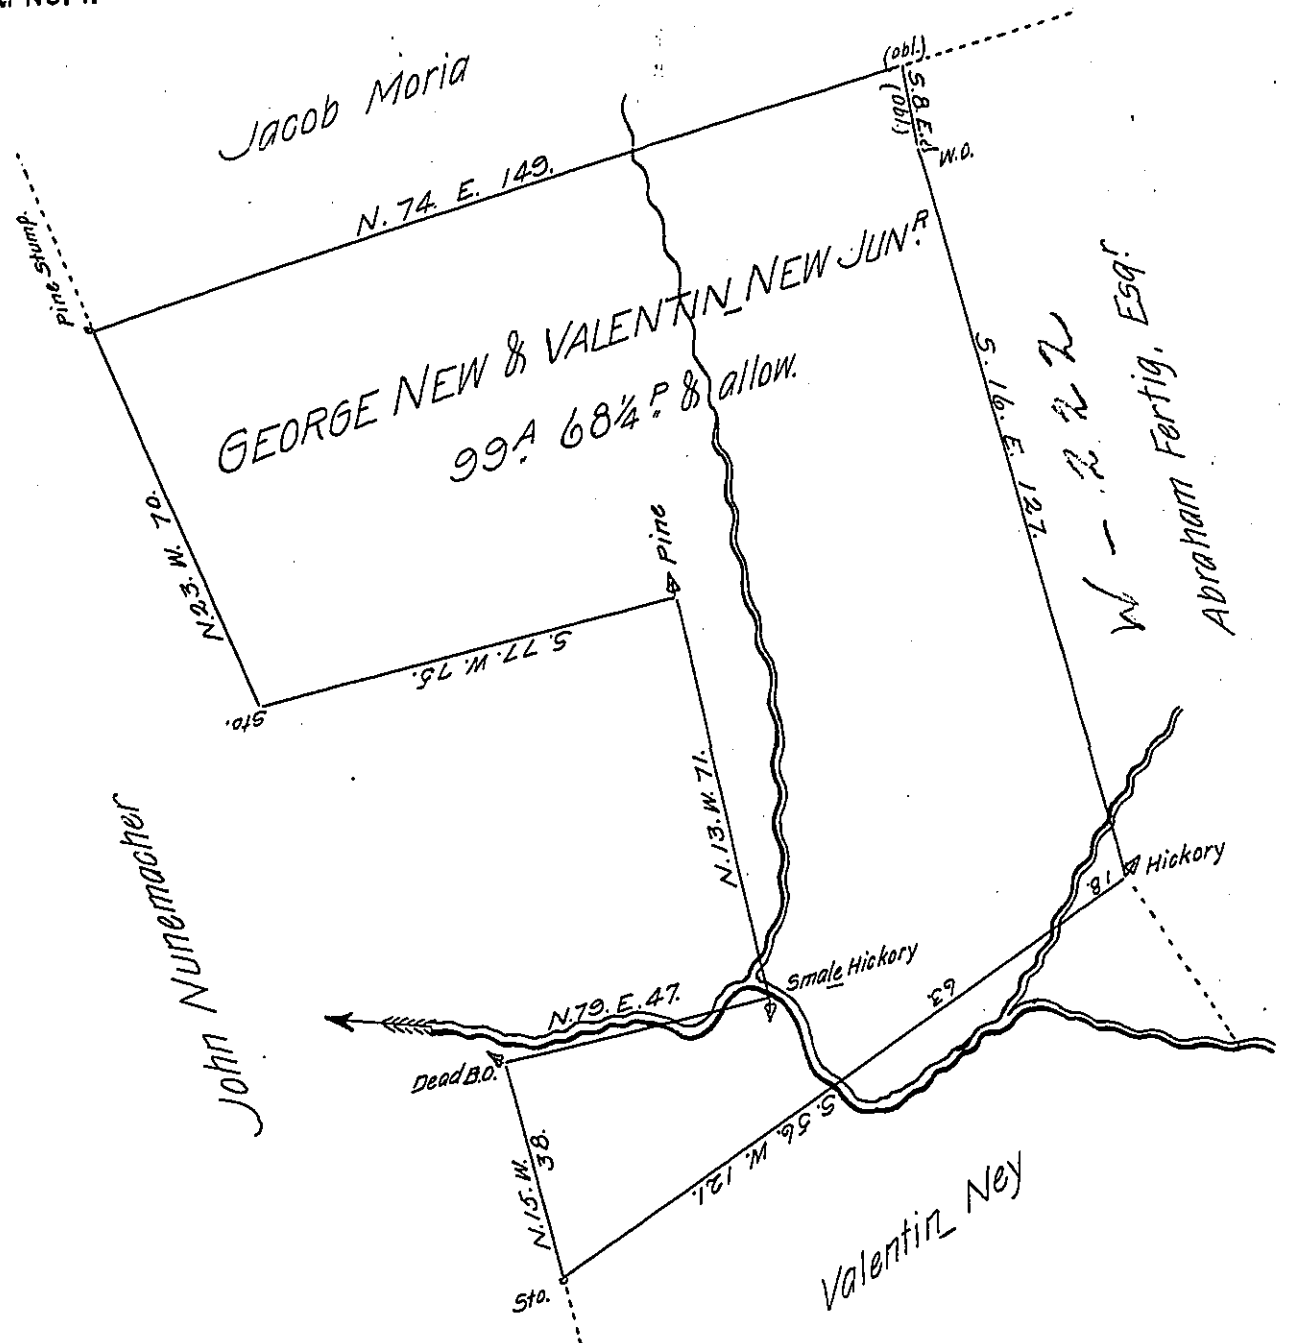 Jacob Moria
(obl.)
S. 8. E.
(Obl.)
W.O.
Pine Stump.
N. 74. E. 149.
GEORGE NEW & VALENTIN NEW JUNR.
99A. 68¼ P. & allow.
S. 16. E. 127.
W - 222
Abraham Fertig, Esqr
N. 23. W. 70.
Pine
S. 77. W. 75.
Sto.
N. 13. W. 71.
John Nunemacher
Hickory
18.
Smale Hickory
63.
N. 79. E. 47.
Dead B.O.
S. 56. W. 121.
N. 15. W. 38.
Sto.
Valentin Ney